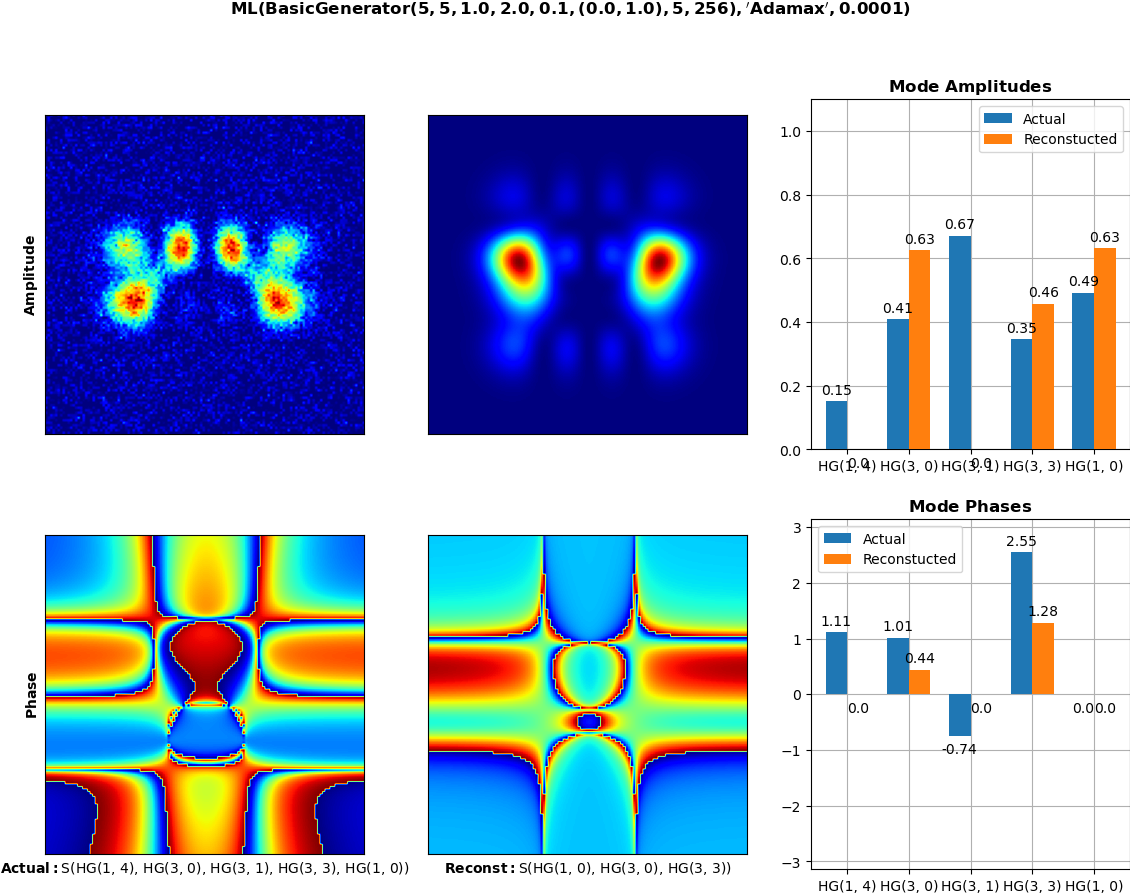 ML(BasicGenerator(5, 5, 1.0, 2.0, 0.1, (0.0, 1.0), 5, 256), ′Adamax′, 0.0001)
Amplitude
Mode Amplitudes
Actual
Reconstucted
1.0
0.8
0.6
0.4
0.2
0.0
0.15
0.41
0.67
0.35
0.49
0.0
0.63
0.0
0.46
0.63
HG(1, 4) HG(3, 0) HG(3, 1) HG(3, 3) HG(1, 0)
Phase
Actual: S(HG(1, 4), HG(3, 0), HG(3, 1), HG(3, 3), HG(1, 0))
Reconst: S(HG(1, 0), HG(3, 0), HG(3, 3))
Mode Phases
Actual
Reconstucted
3
2
1
0
−1
−2
−3
1.11
1.01
-0.74
2.55
0.0
0.0
0.44
0.0
1.28
0.0
HG(1, 4) HG(3, 0) HG(3, 1) HG(3, 3) HG(1, 0)